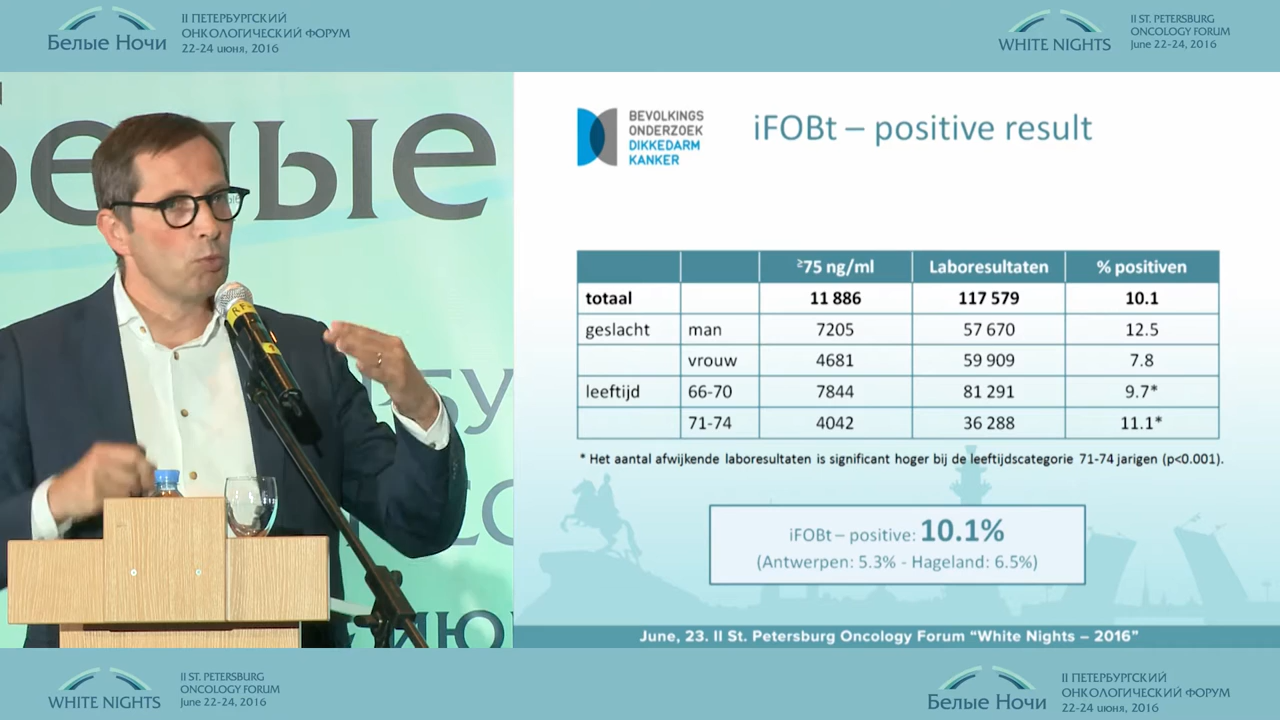 II ПЕТЕРБУРГСКИЙ
ОНКОЛОГИЧЕСКИЙ ФОРУМ
22-24 июня, 2016
Белые Ночи
II ST. PETERSBURG
ONCOLOGY FORUM
June 22-24, 2016
WHITE NIGHTS
Белые
BEVOLKINGS
ONDERZOEK
DIKKEDARM
KANKER
iFOBt – positive result
≥75 ng/ml Laboresultaten % positiven
totaal 11 886 117 579 10.1
geslacht man 7205 57 670 12.5
vrouw 4681 59 909 7.8
leeftijd 66-70 7844 81 291 9.7*
71-74 4042 36 288 11.1*
* Het aantal afwijkende laboresultaten is significant hoger bij de leeftijdscategorie 71-74 jarigen (p<0.001).
iFOBt – positive: 10.1%
(Antwerpen: 5.3% - Hageland: 6.5%)
June, 23. II St. Petersburg Oncology Forum “White Nights – 2016”
WHITE NIGHTS
II ST. PETERSBURG
ONCOLOGY FORUM
June 22-24, 2016
Белые Ночи
II ПЕТЕРБУРГСКИЙ
ОНКОЛОГИЧЕСКИЙ ФОРУМ
22-24 июня, 2016